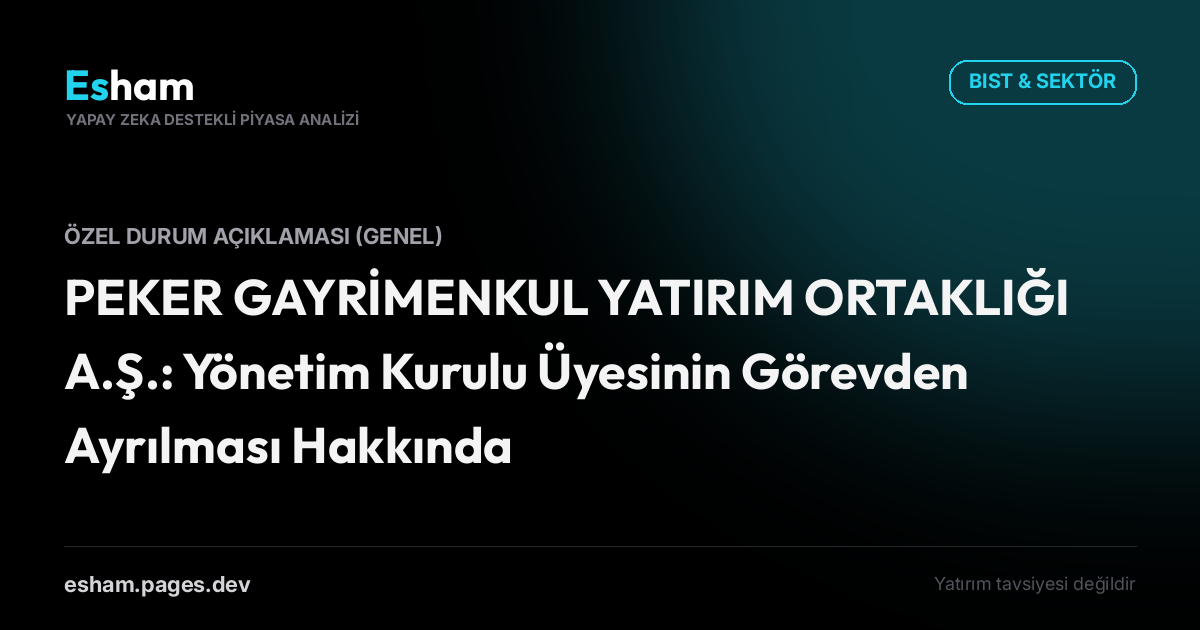 Esham
BIST & SEKTÖR
YAPAY ZEKA DESTEKLİ PİYASA ANALİZİ
ÖZEL DURUM AÇIKLAMASI (GENEL)
PEKER GAYRİMENKUL YATIRIM ORTAKLIĞI
A.Ş.: Yönetim Kurulu Üyesinin Görevden
Ayrılması Hakkında
esham.pages.dev
Yatırım tavsiyesi değildir